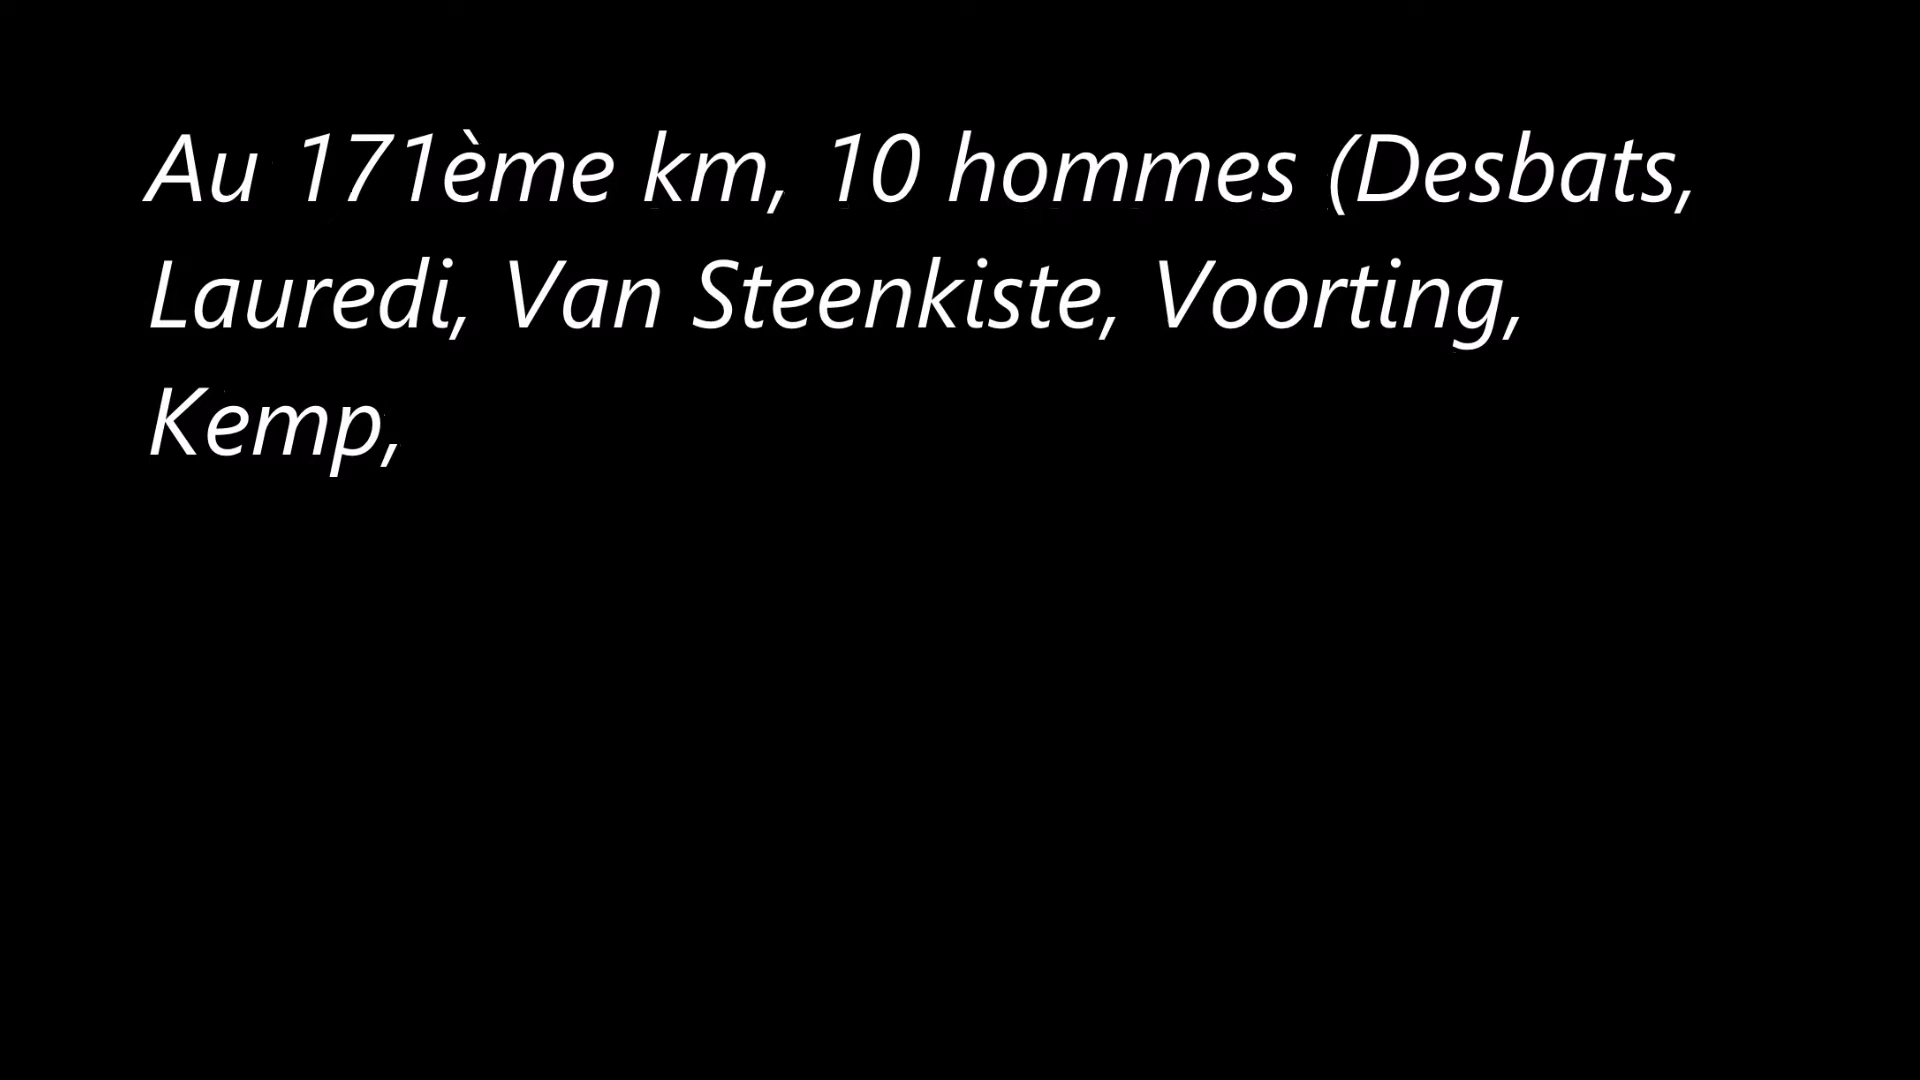 Au 171ème km, 10 hommes (Desbats,
Lauredi, Van Steenkiste, Voorting,
Kemp,